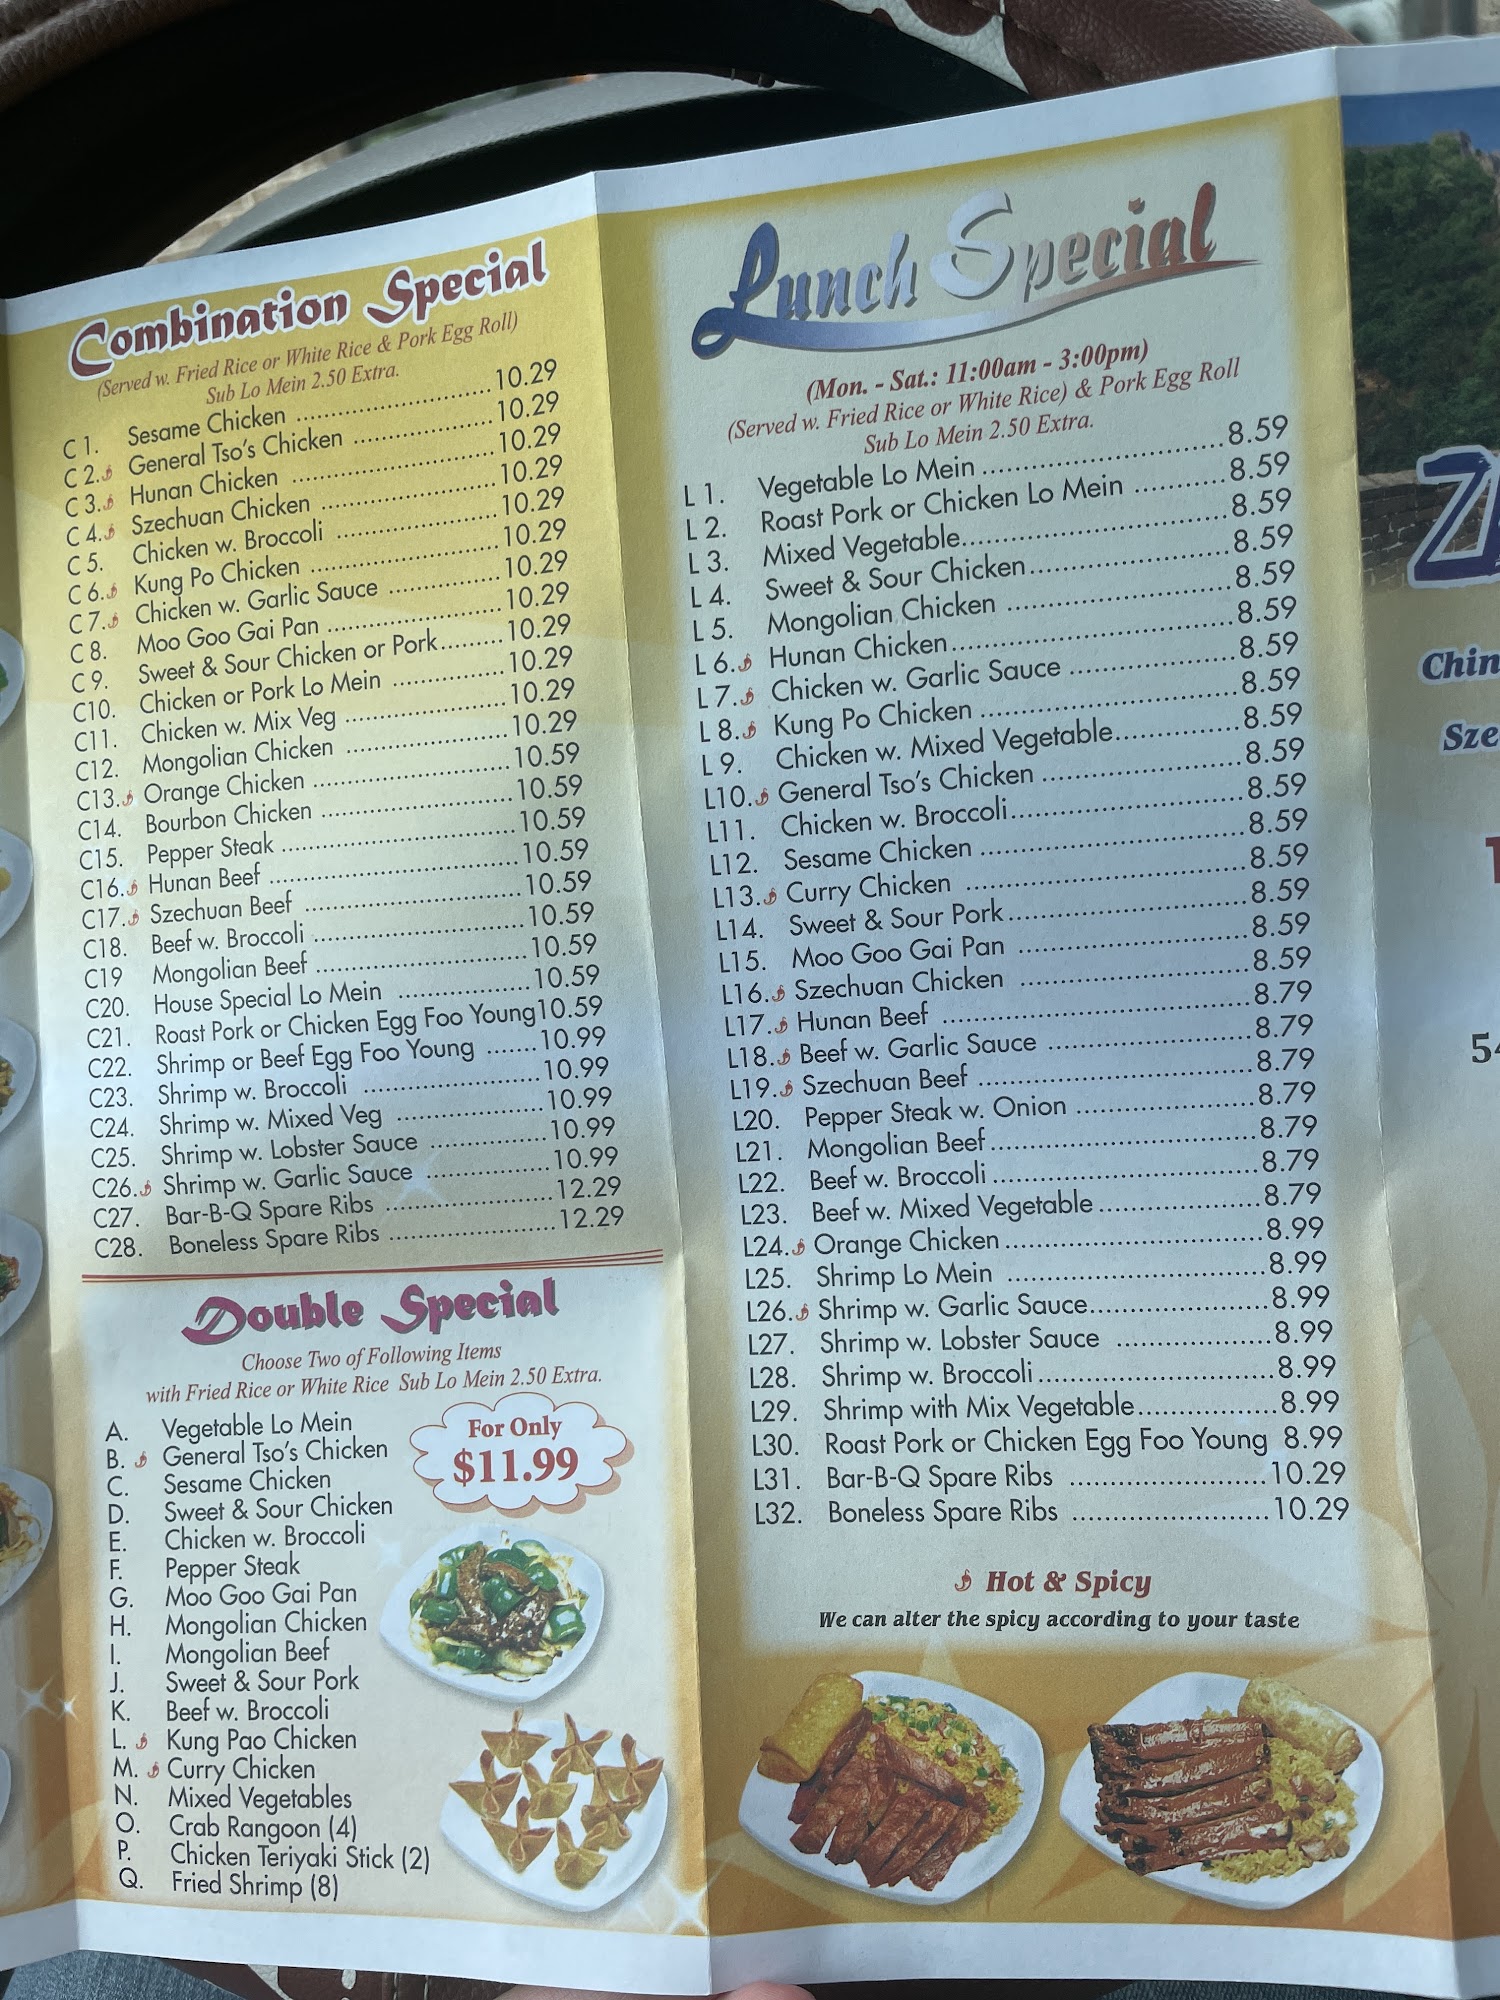 Combination Special
(Served w. Fried Rice or White Rice & Pork Egg Roll)
Sub Lo Mein 2.50 Extra.
C 1. Sesame Chicken 10.29
C 2. General Tso's Chicken 10.29
C 3. Hunan Chicken 10.29
C 4. Szechuan Chicken 10.29
C 5. Chicken w. Broccoli 10.29
C 6. Kung Po Chicken 10.29
C 7. Chicken w. Garlic Sauce 10.29
C 8. Moo Goo Gai Pan 10.29
C 9. Sweet & Sour Chicken or Pork 10.29
C10. Chicken or Pork Lo Mein 10.29
C11. Chicken w. Mix Veg 10.29
C12. Mongolian Chicken 10.29
C13. Orange Chicken 10.59
C14. Bourbon Chicken 10.59
C15. Pepper Steak 10.59
C16. Hunan Beef 10.59
C17. Szechuan Beef 10.59
C18. Beef w. Broccoli 10.59
C19 Mongolian Beef 10.59
C20. House Special Lo Mein 10.59
C21. Roast Pork or Chicken Egg Foo Young 10.59
C22. Shrimp or Beef Egg Foo Young 10.99
C23. Shrimp w. Broccoli 10.99
C24. Shrimp w. Mixed Veg 10.99
C25. Shrimp w. Lobster Sauce 10.99
C26. Shrimp w. Garlic Sauce 10.99
C27. Bar-B-Q Spare Ribs 12.29
C28. Boneless Spare Ribs 12.29
Double Special
Choose Two of Following Items
with Fried Rice or White Rice Sub Lo Mein 2.50 Extra.
For Only
$11.99
A. Vegetable Lo Mein
B. General Tso's Chicken
C. Sesame Chicken
D. Sweet & Sour Chicken
E. Chicken w. Broccoli
F. Pepper Steak
G. Moo Goo Gai Pan
H. Mongolian Chicken
I. Mongolian Beef
J. Sweet & Sour Pork
K. Beef w. Broccoli
L. Kung Pao Chicken
M. Curry Chicken
N. Mixed Vegetables
O. Crab Rangoon (4)
P. Chicken Teriyaki Stick (2)
Q. Fried Shrimp (8)
Lunch Special
(Mon. - Sat.: 11:00am - 3:00pm)
(Served w. Fried Rice or White Rice) & Pork Egg Roll
Sub Lo Mein 2.50 Extra.
L 1. Vegetable Lo Mein 8.59
L 2. Roast Pork or Chicken Lo Mein 8.59
L 3. Mixed Vegetable 8.59
L 4. Sweet & Sour Chicken 8.59
L 5. Mongolian Chicken 8.59
L 6. Hunan Chicken 8.59
L 7. Chicken w. Garlic Sauce 8.59
L 8. Kung Po Chicken 8.59
L 9. Chicken w. Mixed Vegetable 8.59
L10. General Tso's Chicken 8.59
L11. Chicken w. Broccoli 8.59
L12. Sesame Chicken 8.59
L13. Curry Chicken 8.59
L14. Sweet & Sour Pork 8.59
L15. Moo Goo Gai Pan 8.59
L16. Szechuan Chicken 8.59
L17. Hunan Beef 8.79
L18. Beef w. Garlic Sauce 8.79
L19. Szechuan Beef 8.79
L20. Pepper Steak w. Onion 8.79
L21. Mongolian Beef 8.79
L22. Beef w. Broccoli 8.79
L23. Beef w. Mixed Vegetable 8.79
L24. Orange Chicken 8.99
L25. Shrimp Lo Mein 8.99
L26. Shrimp w. Garlic Sauce 8.99
L27. Shrimp w. Lobster Sauce 8.99
L28. Shrimp w. Broccoli 8.99
L29. Shrimp with Mix Vegetable 8.99
L30. Roast Pork or Chicken Egg Foo Young 8.99
L31. Bar-B-Q Spare Ribs 10.29
L32. Boneless Spare Ribs 10.29
Hot & Spicy
We can alter the spicy according to your taste
Chin
Sze